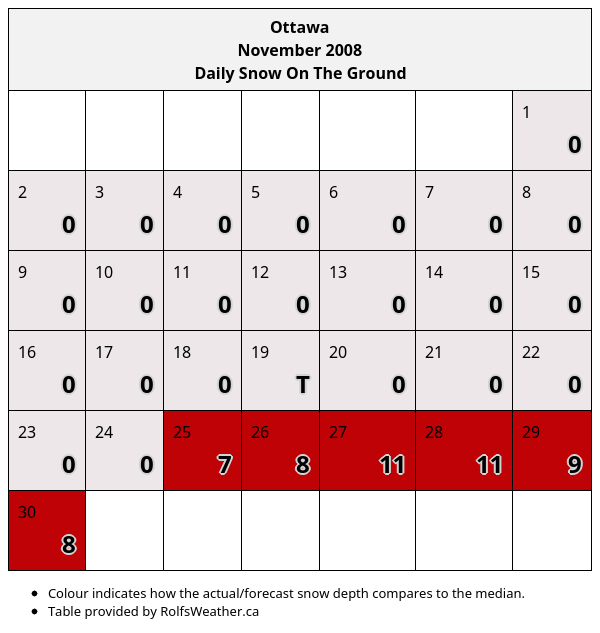 Ottawa
November 2008
Daily Snow On The Ground
1
0
2 3 4 5 6 7 8
0 0 0 0 0 0 0
9 10 11 12 13 14 15
0 0 0 0 0 0 0
16 17 18 19 20 21 22
0 0 0 T 0 0 0
23 24 25 26 27 28 29
0 0 7 8 11 11 9
30
8
• Colour indicates how the actual/forecast snow depth compares to the median.
• Table provided by RolfsWeather.ca